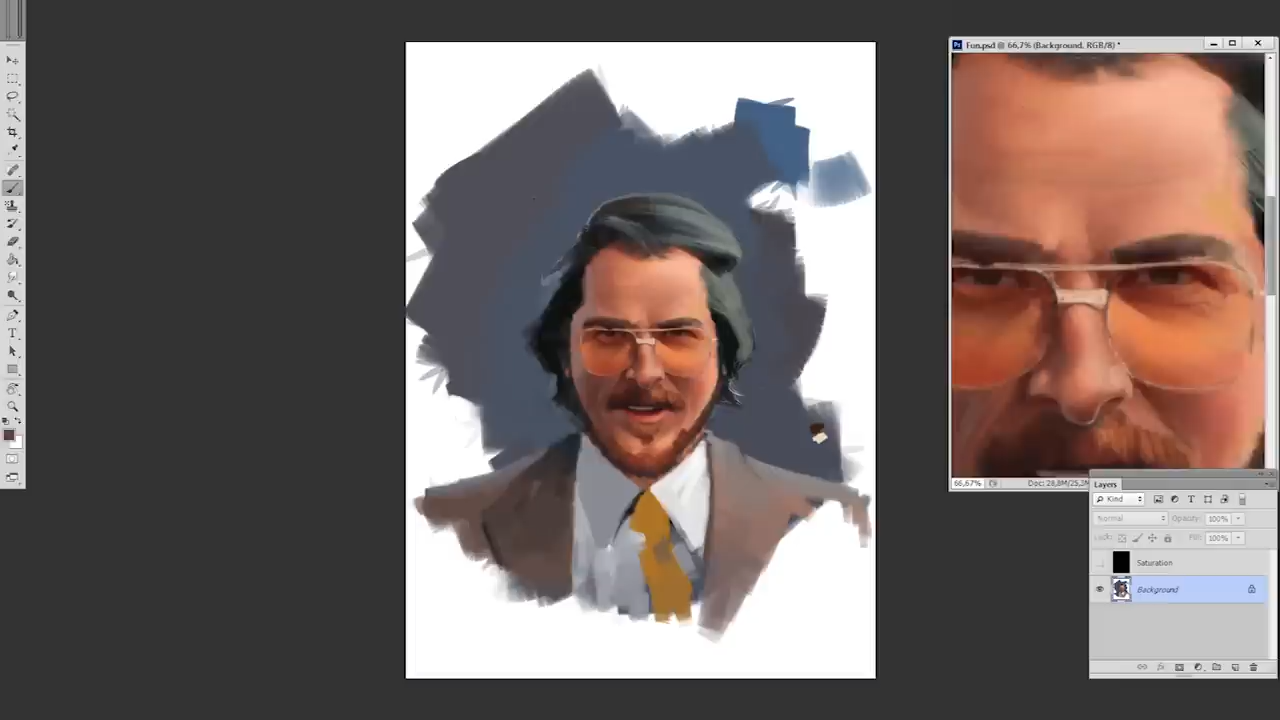 Fun.psd @ 66,7% (Background, RGB/8) *
66,67%
Doc: 28,8M/25,3M
Layers
Kind
Normal
Opacity: 100%
Lock:
Fill: 100%
Saturation
Background
T